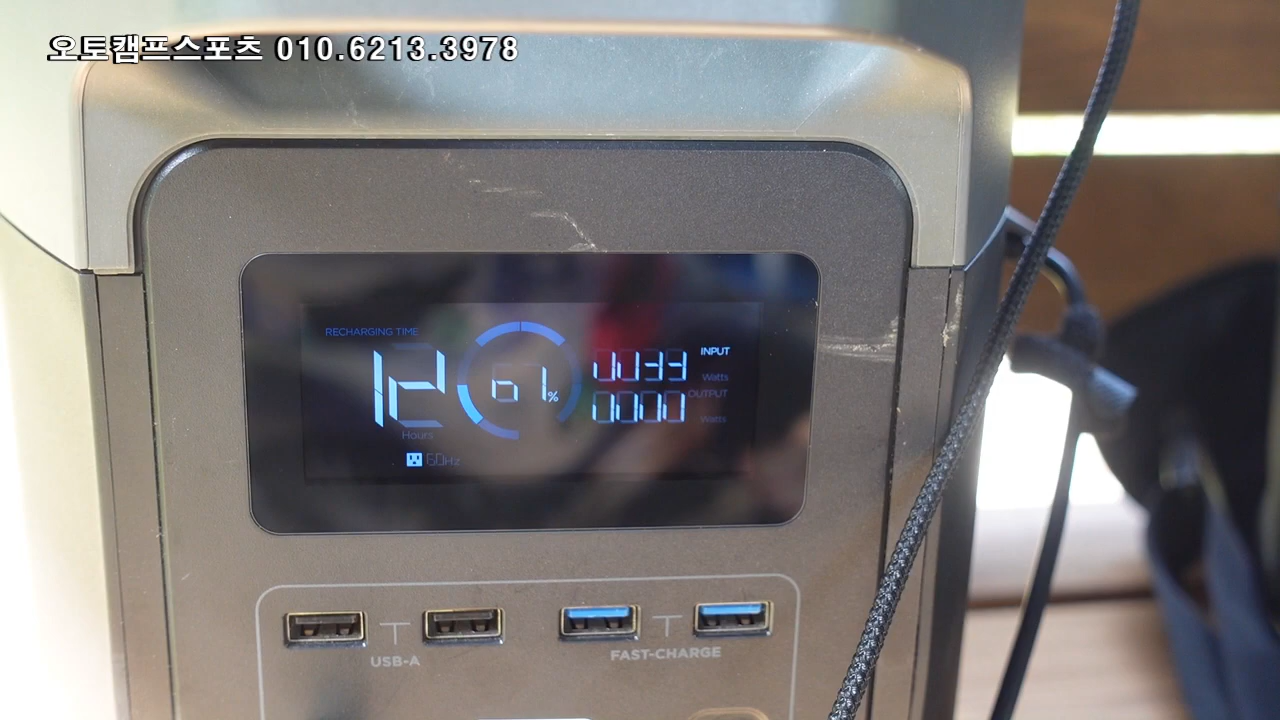 오토캠프스포츠 010.6213.3978
RECHARGING TIME
12
Hours
61%
0033
INPUT
Watts
0000
OUTPUT
Watts
60Hz
USB-A
FAST-CHARGE